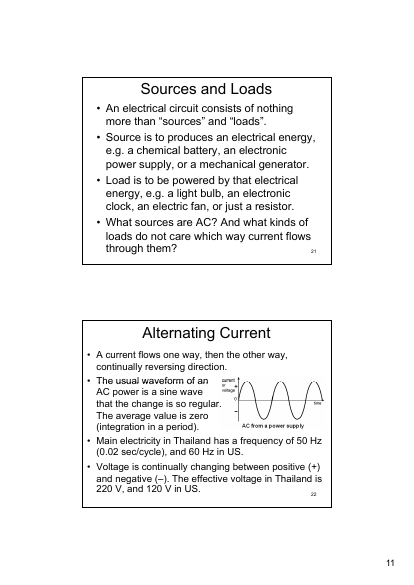 Sources and Loads
• An electrical circuit consists of nothing
more than “sources” and “loads”.
• Source is to produces an electrical energy,
e.g. a chemical battery, an electronic
power supply, or a mechanical generator.
• Load is to be powered by that electrical
energy, e.g. a light bulb, an electronic
clock, an electric fan, or just a resistor.
• What sources are AC? And what kinds of
loads do not care which way current flows
through them?
21
Alternating Current
• A current flows one way, then the other way,
continually reversing direction.
• The usual waveform of an
AC power is a sine wave
that the change is so regular.
The average value is zero
(integration in a period).
current
or
voltage
+
0
–
time
AC from a power supply
• Main electricity in Thailand has a frequency of 50 Hz
(0.02 sec/cycle), and 60 Hz in US.
• Voltage is continually changing between positive (+)
and negative (–). The effective voltage in Thailand is
220 V, and 120 V in US.
22
11